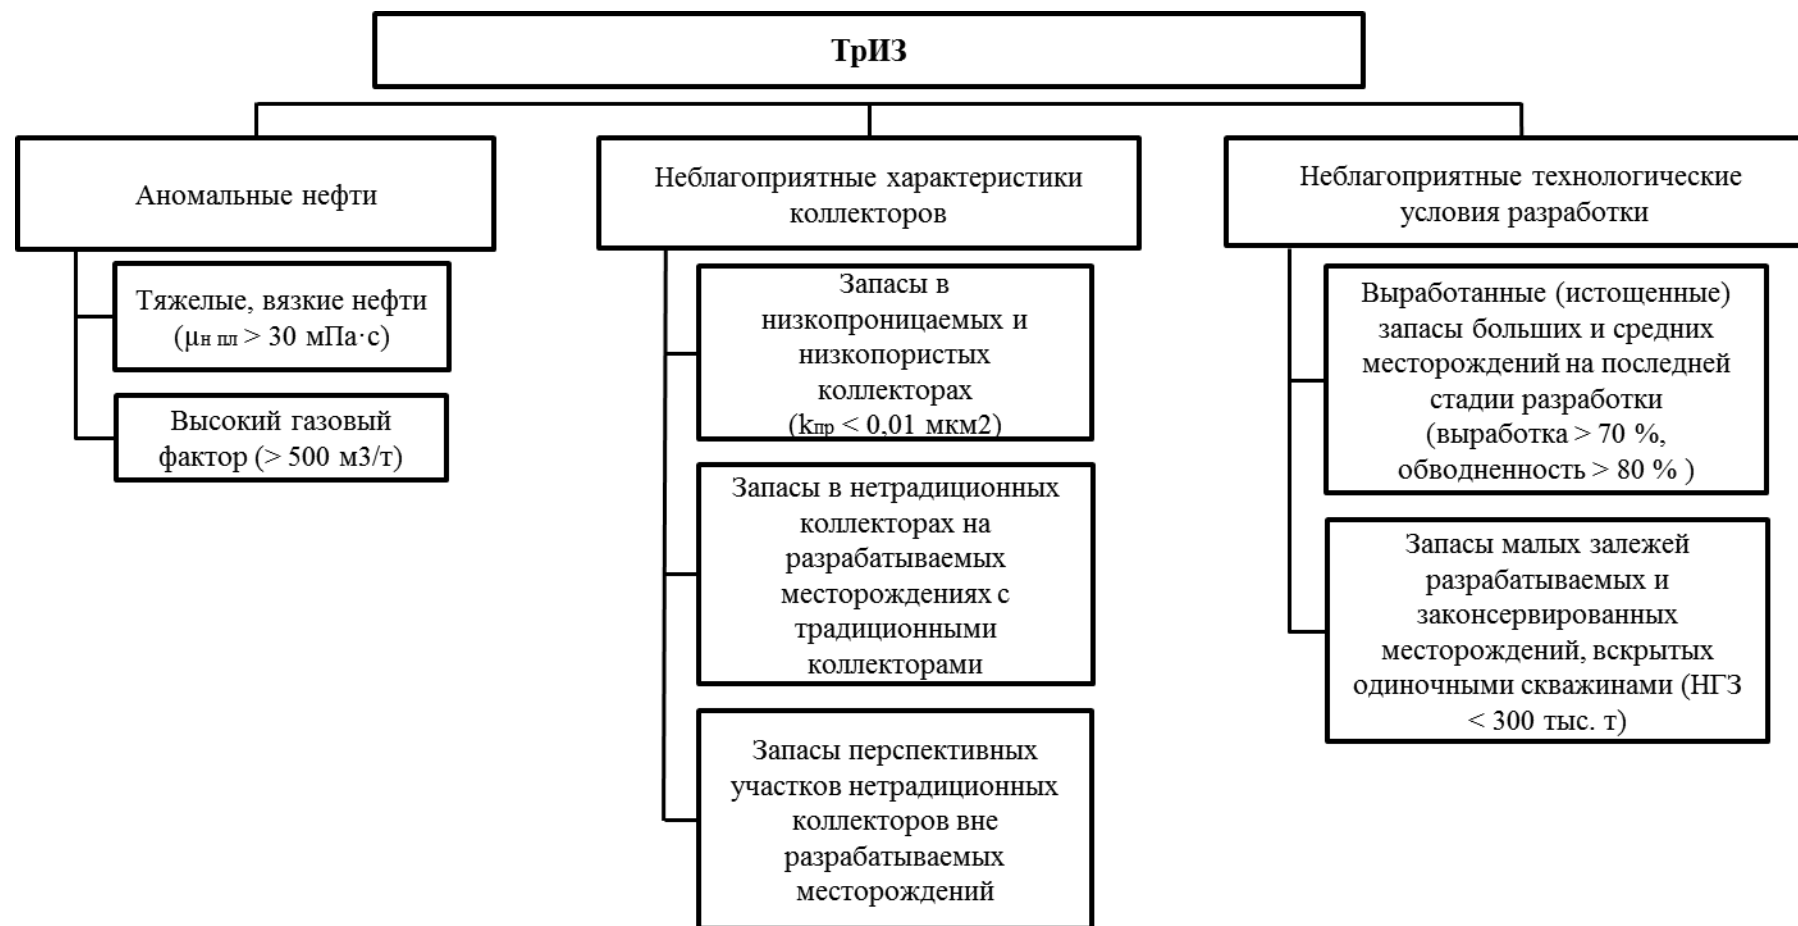 ТрИЗ
Аномальные нефти
Тяжелые, вязкие нефти
(μн пл > 30 мПа·с)
Высокий газовый
фактор (> 500 м3/т)
Неблагоприятные характеристики
коллекторов
Запасы в
низкопроницаемых и
низкопористых
коллекторах
(kпр < 0,01 мкм2)
Запасы в нетрадиционных
коллекторах на
разрабатываемых
месторождениях с
традиционными
коллекторами
Запасы перспективных
участков нетрадиционных
коллекторов вне
разрабатываемых
месторождений
Неблагоприятные технологические
условия разработки
Выработанные (истощенные)
запасы больших и средних
месторождений на последней
стадии разработки
(выработка > 70 %,
обводненность > 80 % )
Запасы малых залежей
разрабатываемых и
законсервированных
месторождений, вскрытых
одиночными скважинами (НГЗ
< 300 тыс. т)